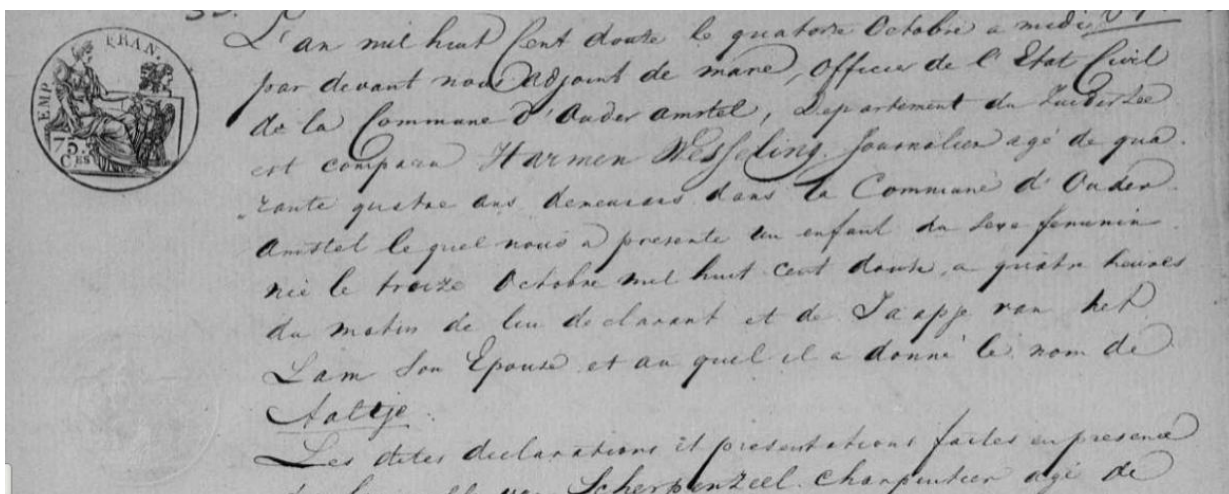 L'an mil huit Cent douze le quatorze Octobre a midi
par devant nous adjoint de maire, Officier de l'Etat Civil
de la Commune d'Ouder amstel, Departement du Zuiderzee
est comparu Harmen Wesseling. Journalier agé de qua-
rante quatre ans demeurant dans la Commune d'Ouder
Amstel le quel nous a presenté un enfant du sexe feminin
née le treize Octobre mil huit cent douze, a quatre heures
du matin de lui declarant et de Jaapje van het
Lam son Epouse et au quel il a donné le nom de
Aaltje.
Les dites declarations et presentations faites en presence
Scherpenzeel. Charpentier agé de
EMP. FRAN.
75.
CES